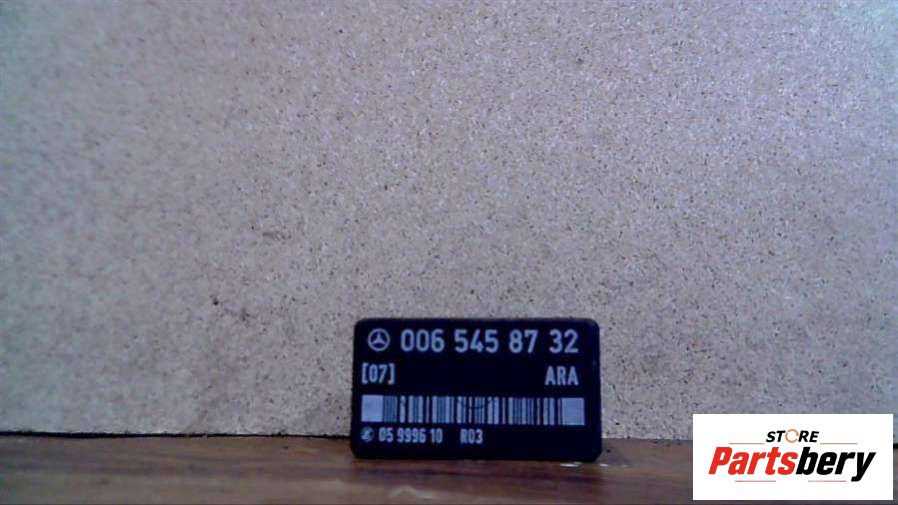 006 545 87 32
[07] ARA
05 9996 10 R03
STORE
Partsbery